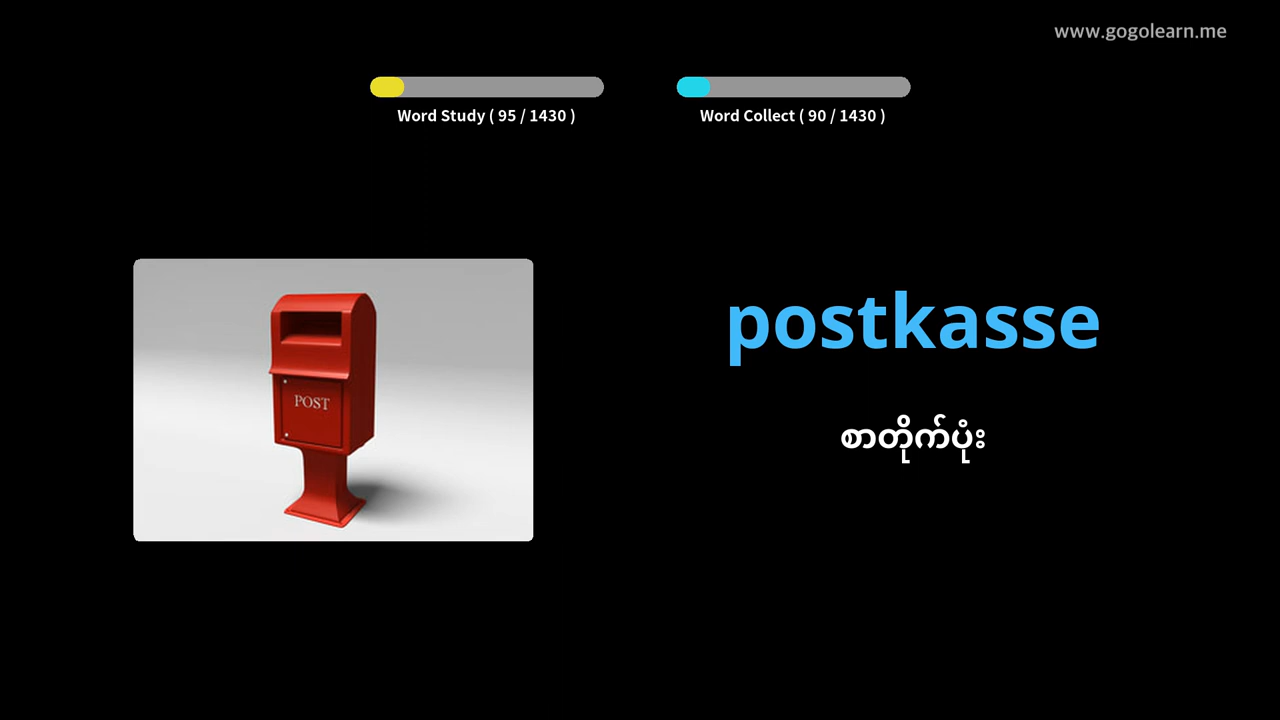 www.gogolearn.me
Word Study ( 95 / 1430 )
Word Collect ( 90 / 1430 )
POST
postkasse
စာတိုက်ပုံး